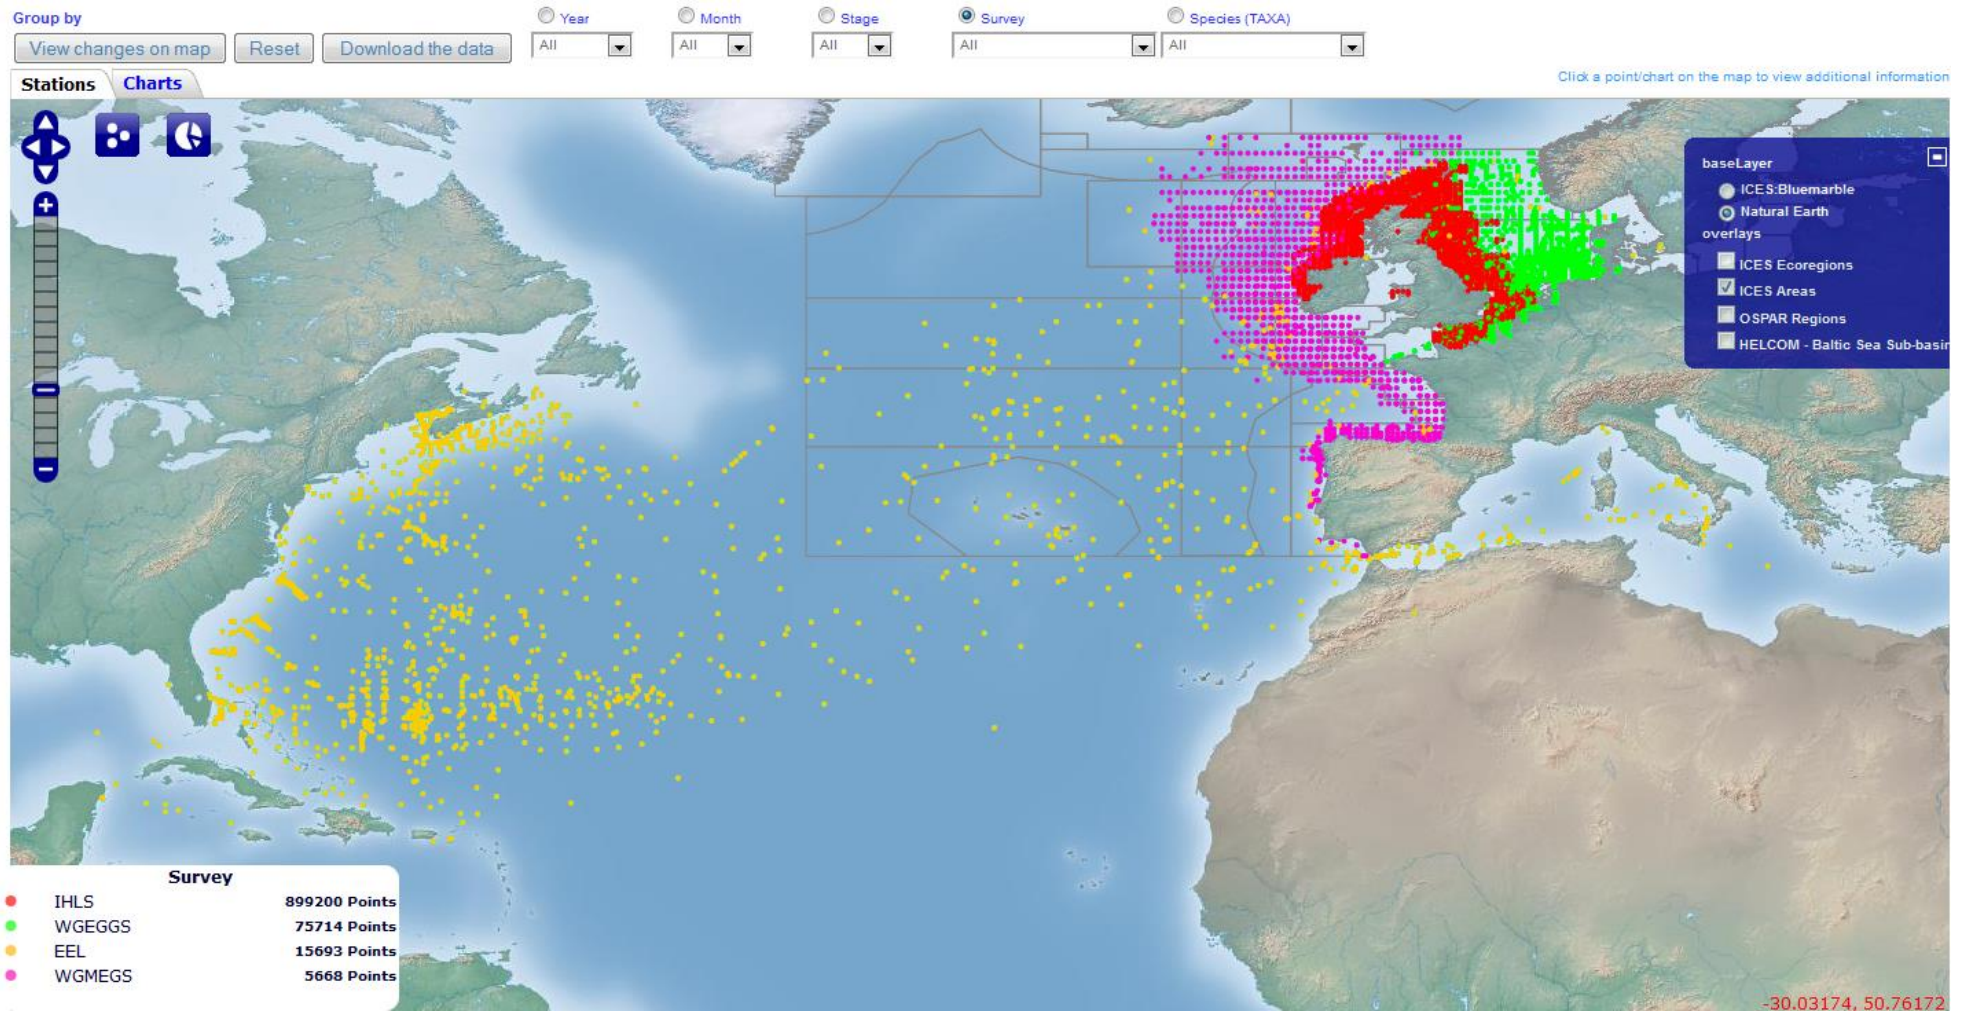 Group by
Year Month Stage Survey Species (TAXA)
View changes on map Reset Download the data All All All All All
Stations Charts
Click a point/chart on the map to view additional information
baseLayer
ICES:Bluemarble
Natural Earth
overlays
ICES Ecoregions
ICES Areas
OSPAR Regions
HELCOM - Baltic Sea Sub-basin
Survey
IHLS 899200 Points
WGEGGS 75714 Points
EEL 15693 Points
WGMEGS 5668 Points
-30.03174, 50.76172